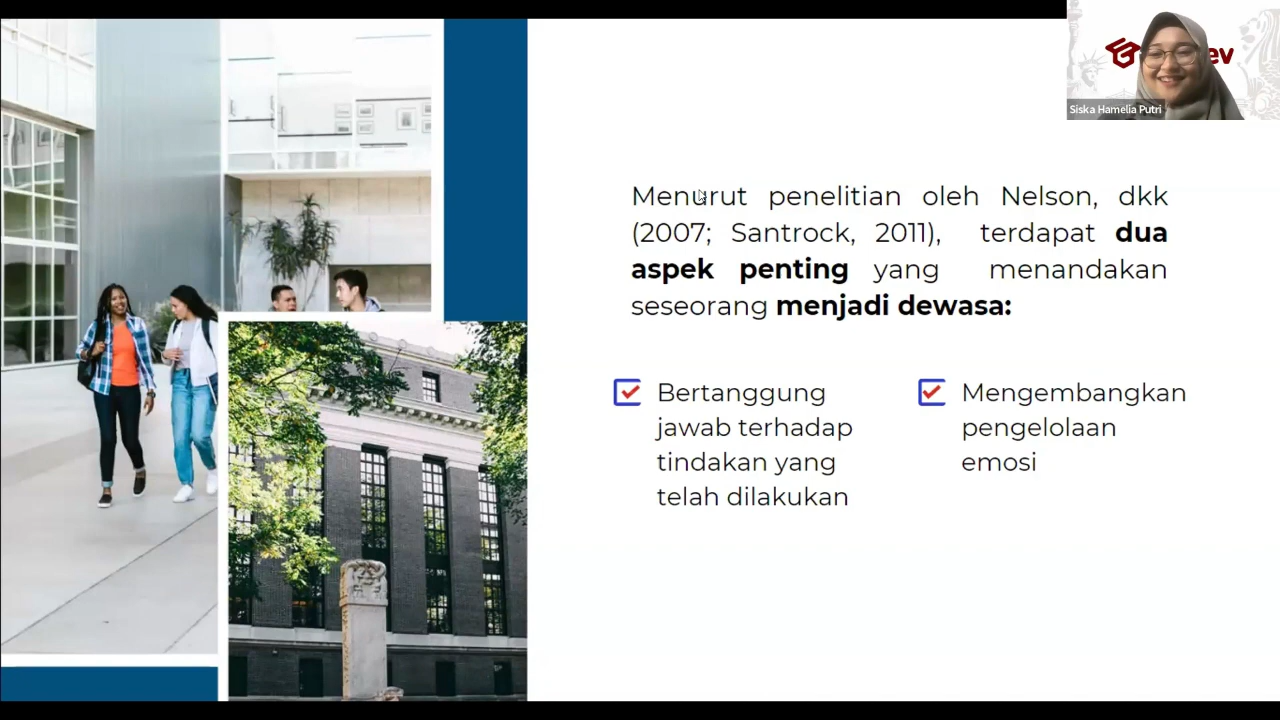 ev
Siska Hamelia Putri
Menurut penelitian oleh Nelson, dkk
(2007; Santrock, 2011), terdapat dua
aspek penting yang menandakan
seseorang menjadi dewasa:
Bertanggung
jawab terhadap
tindakan yang
telah dilakukan
Mengembangkan
pengelolaan
emosi